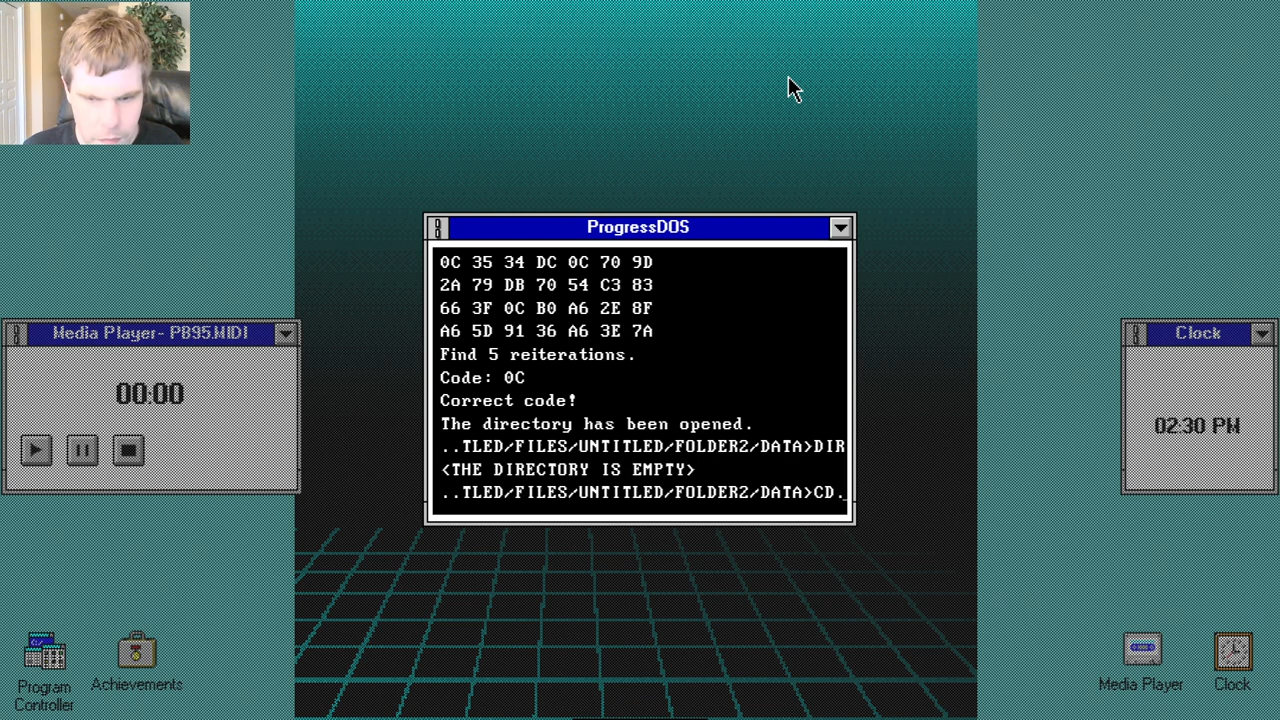 ProgressDOS
0C 35 34 DC 0C 70 9D
2A 79 DB 70 54 C3 83
66 3F 0C B0 A6 2E 8F
A6 5D 91 36 A6 3E 7A
Find 5 reiterations.
Code: 0C
Correct code!
The directory has been opened.
..TLED/FILES/UNTITLED/FOLDER2/DATA>DIR
<THE DIRECTORY IS EMPTY>
..TLED/FILES/UNTITLED/FOLDER2/DATA>CD._
Media Player- PB95.MIDI
00:00
Clock
02:30 PM
Program
Controller
Achievements
Media Player
Clock